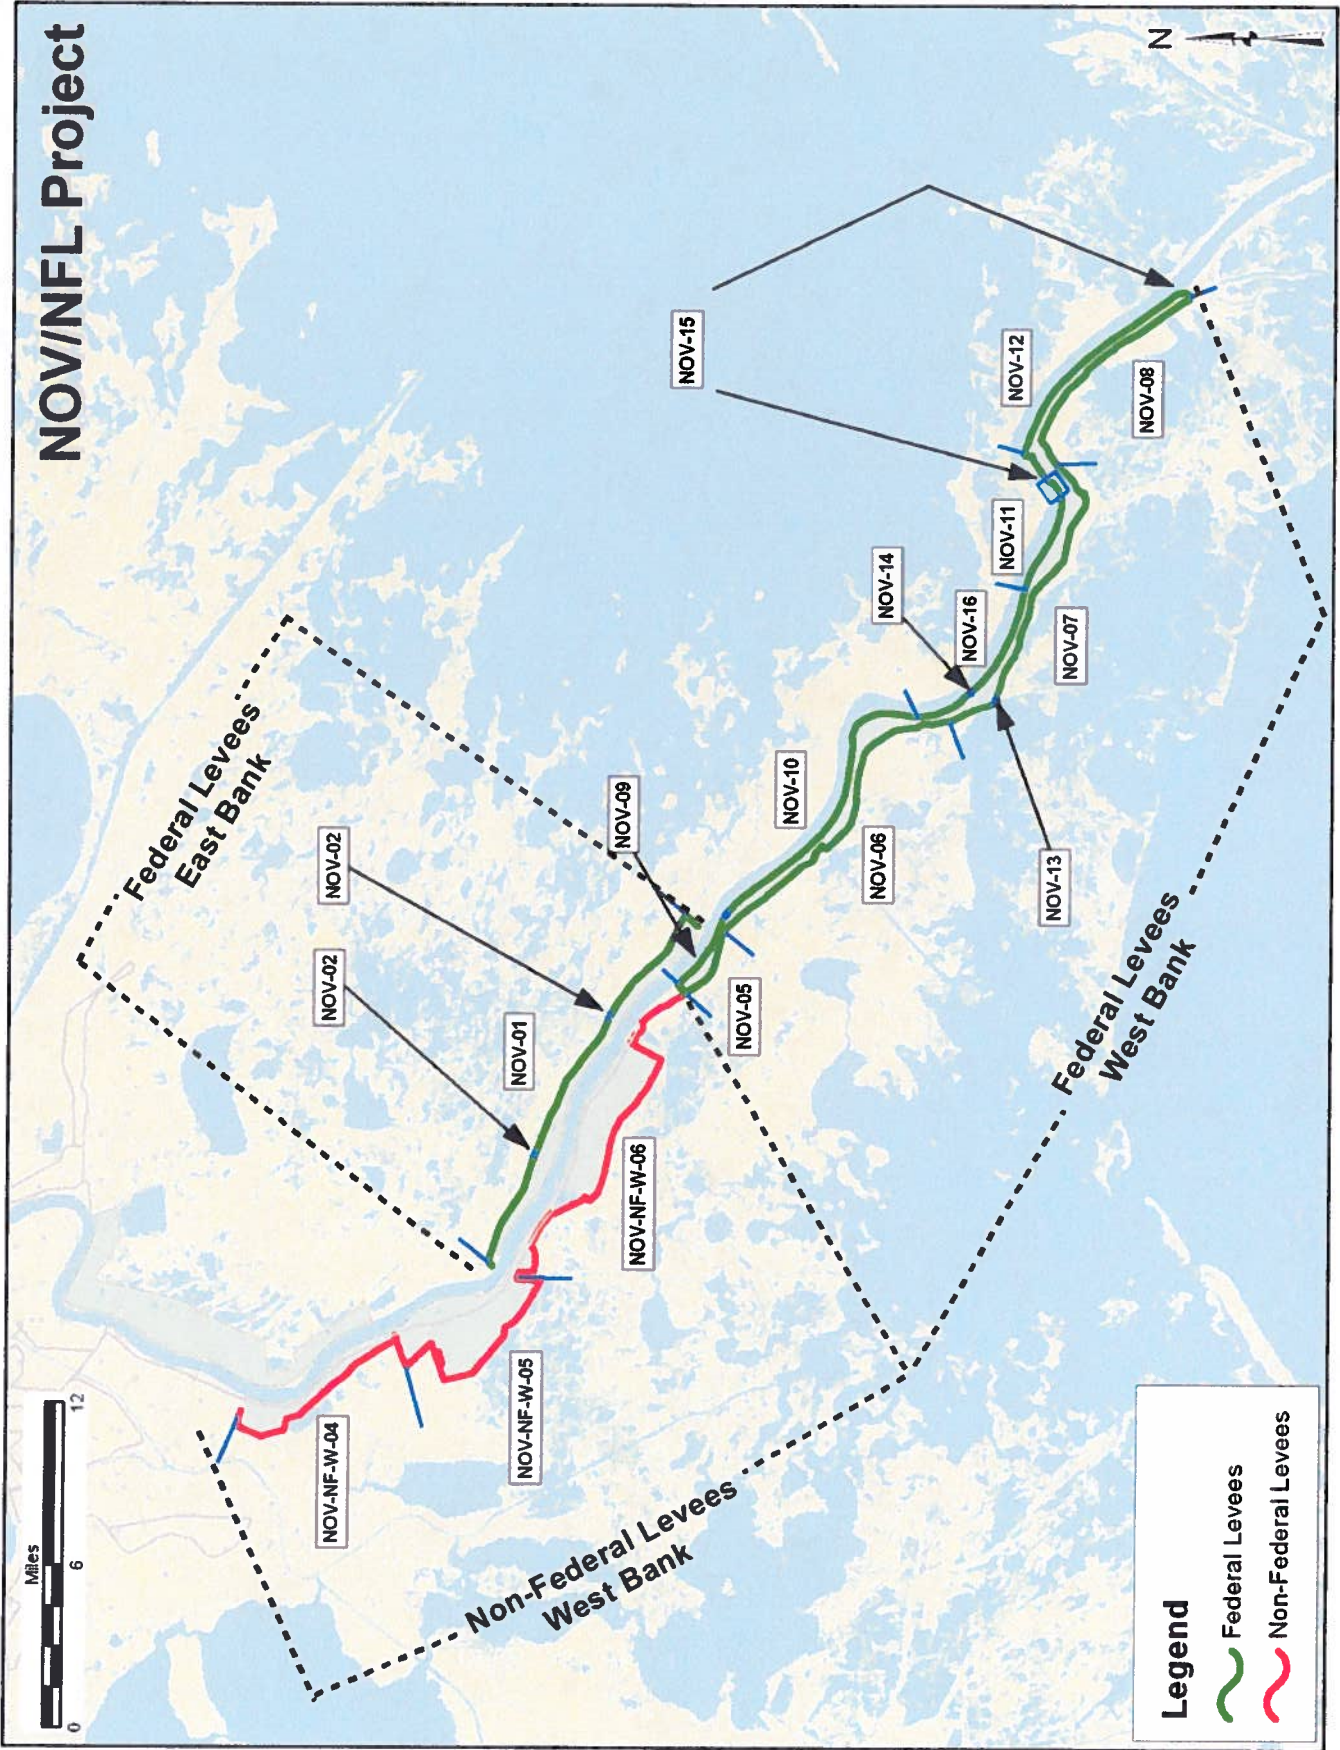 NOV/NFL Project
Miles
0 6 12
N
Federal Levees
East Bank
NOV-02
NOV-02
NOV-01
NOV-09
NOV-15
NOV-14
NOV-16
NOV-12
NOV-11
NOV-10
NOV-NF-W-04
NOV-NF-W-05
NOV-NF-W-06
NOV-05
NOV-06
NOV-13
NOV-07
NOV-08
Non-Federal Levees
West Bank
Federal Levees
West Bank
Legend
Federal Levees
Non-Federal Levees